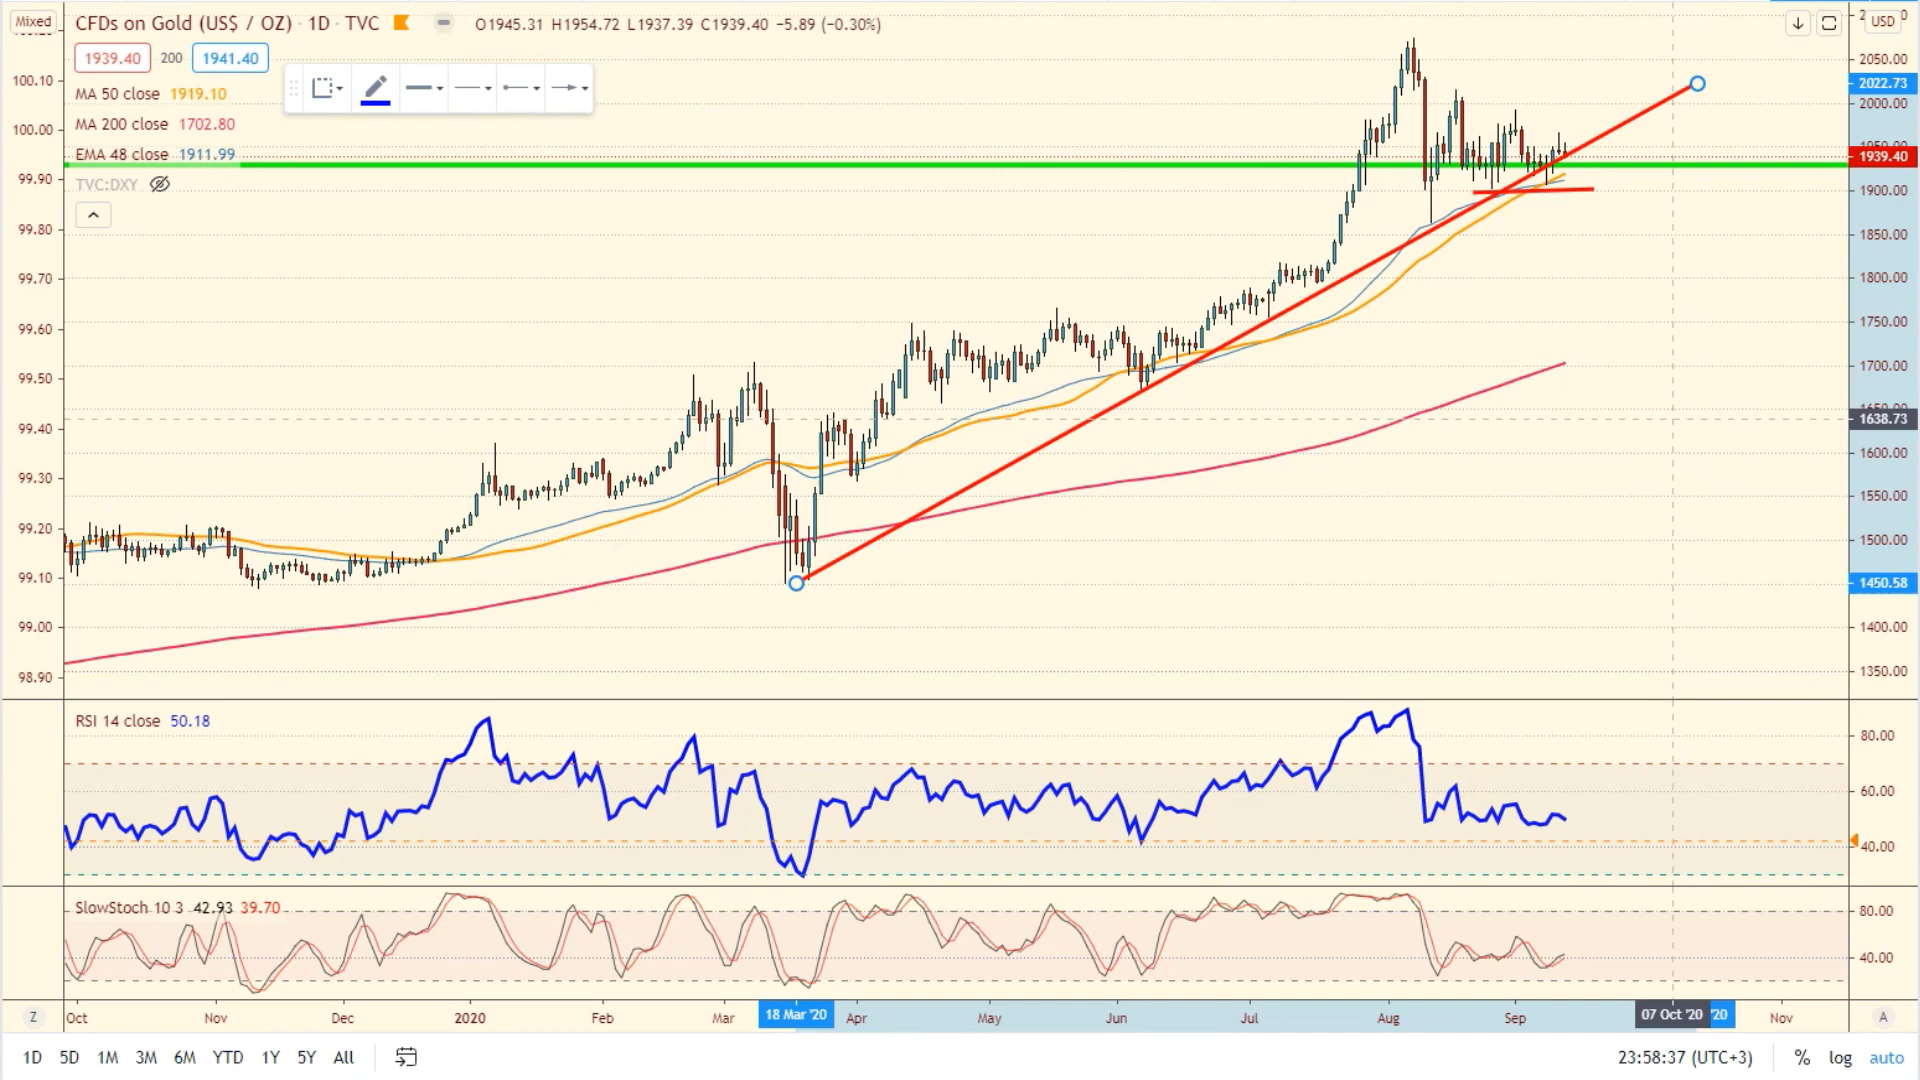 Mixed
CFDs on Gold (US$ / OZ) · 1D · TVC O1945.31 H1954.72 L1937.39 C1939.40 −5.89 (−0.30%)
USD
1939.40 200 1941.40
MA 50 close 1919.10
MA 200 close 1702.80
EMA 48 close 1911.99
TVC:DXY
100.10
100.00
99.90
99.80
99.70
99.60
99.50
99.40
99.30
99.20
99.10
99.00
98.90
2050.00
2022.73
2000.00
1939.40
1900.00
1850.00
1800.00
1750.00
1700.00
1638.73
1600.00
1550.00
1500.00
1450.58
1400.00
1350.00
RSI 14 close 50.18
80.00
60.00
40.00
SlowStoch 10 3 42.93 39.70
80.00
40.00
Z Oct Nov Dec 2020 Feb Mar 18 Mar '20 Apr May Jun Jul Aug Sep 07 Oct '20 '20 Nov A
1D 5D 1M 3M 6M YTD 1Y 5Y All 23:58:37 (UTC+3) % log auto